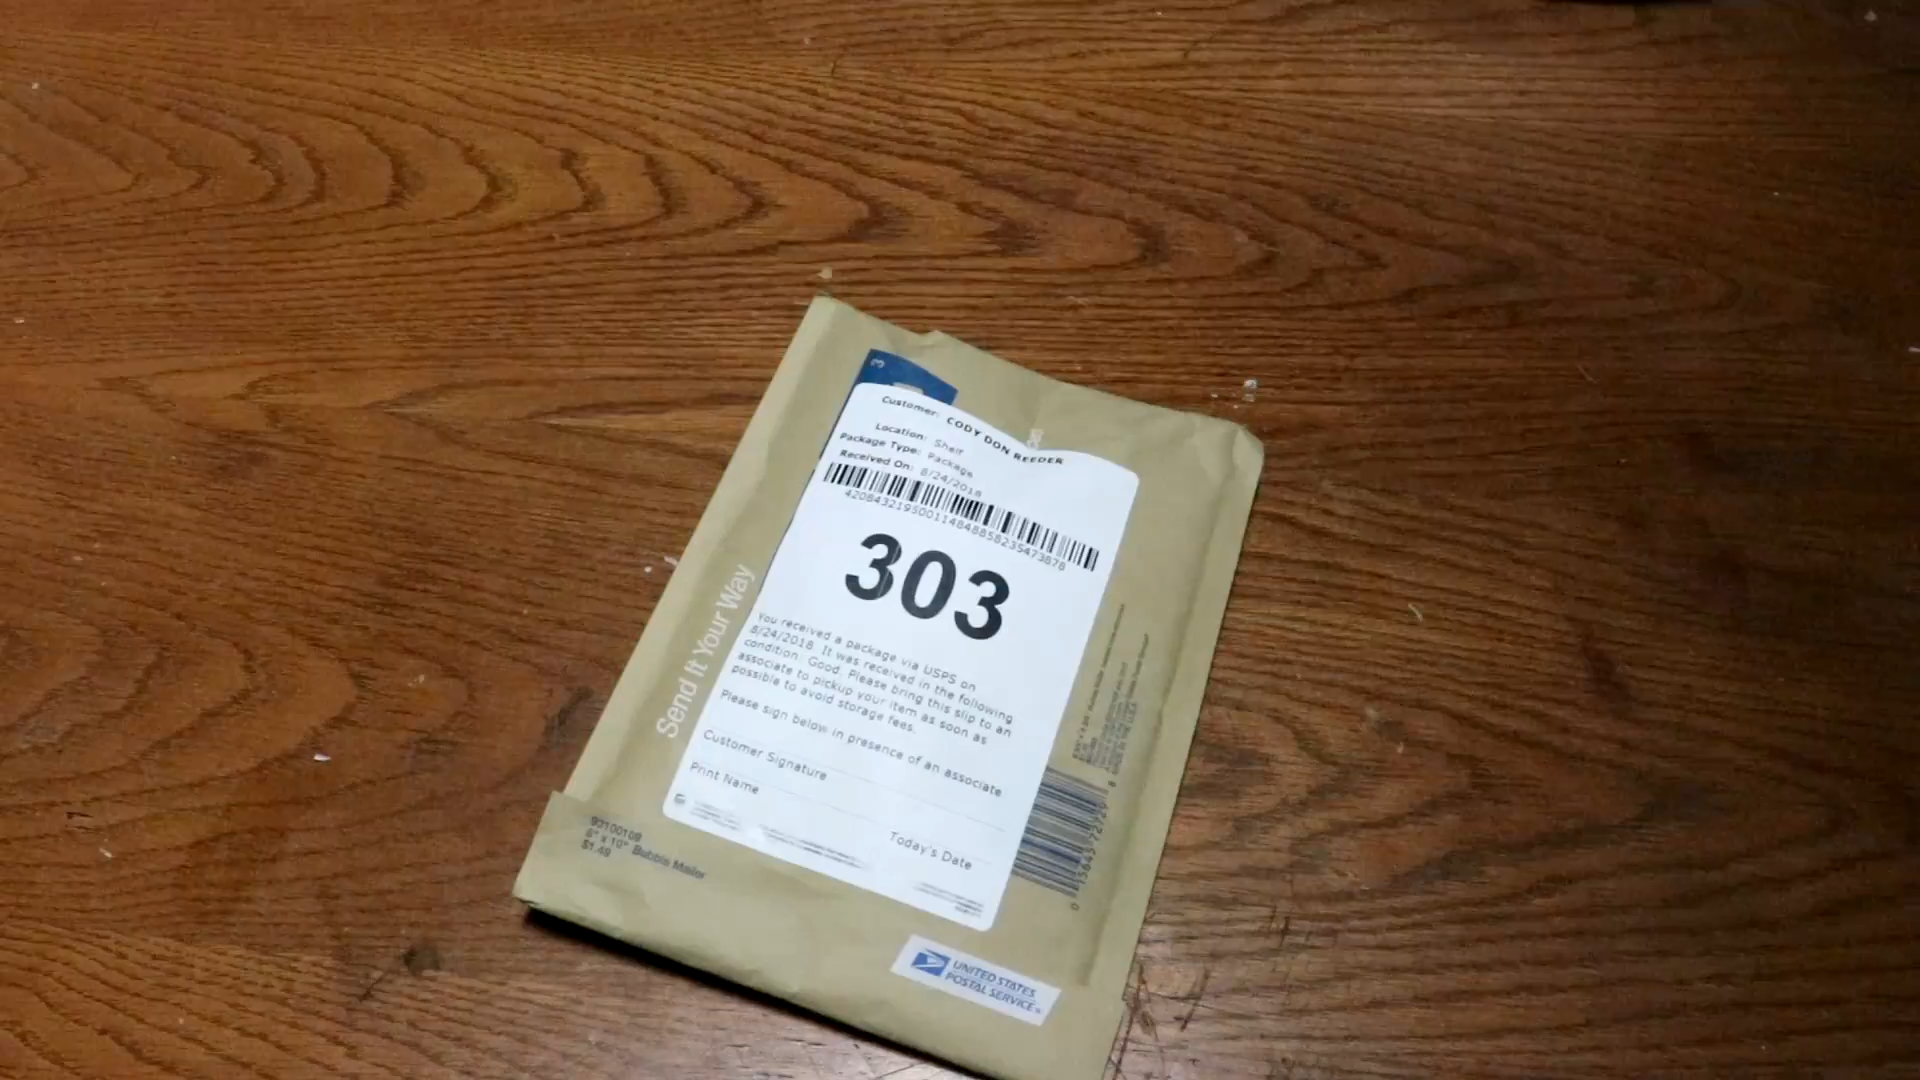 3
Customer: CODY DON REEDER
Location: Shelf
Package Type: Package
Received On: 8/24/2018
420843219500114848858235473878
303
You received a package via USPS on
8/24/2018. It was received in the following
condition: Good. Please bring this slip to an
associate to pickup your item as soon as
possible to avoid storage fees.
Please sign below in presence of an associate
Customer Signature
Print Name
Today's Date
Send It Your Way
93100109
6" x 10" Bubble Mailer
$1.49
UNITED STATES
POSTAL SERVICE®